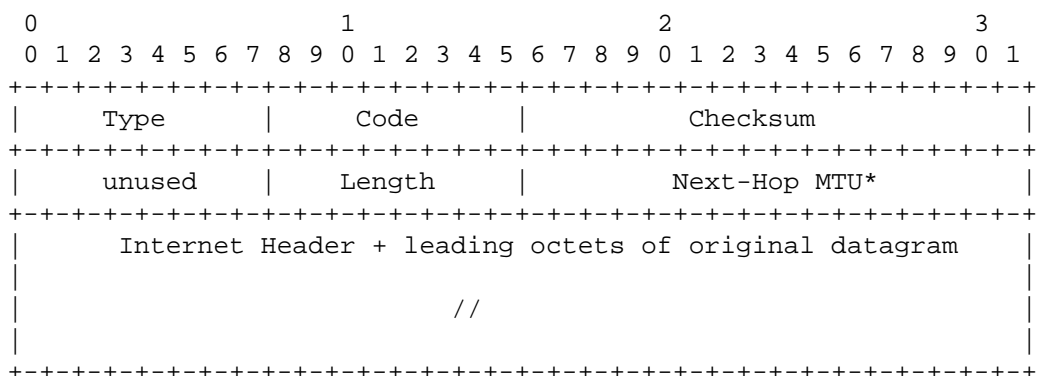 0                   1                   2                   3
 0 1 2 3 4 5 6 7 8 9 0 1 2 3 4 5 6 7 8 9 0 1 2 3 4 5 6 7 8 9 0 1
+-+-+-+-+-+-+-+-+-+-+-+-+-+-+-+-+-+-+-+-+-+-+-+-+-+-+-+-+-+-+-+-+
|     Type      |     Code      |          Checksum             |
+-+-+-+-+-+-+-+-+-+-+-+-+-+-+-+-+-+-+-+-+-+-+-+-+-+-+-+-+-+-+-+-+
|     unused    |    Length     |         Next-Hop MTU*         |
+-+-+-+-+-+-+-+-+-+-+-+-+-+-+-+-+-+-+-+-+-+-+-+-+-+-+-+-+-+-+-+-+
|      Internet Header + leading octets of original datagram    |
|                                                               |
|                           //                                  |
|                                                               |
+-+-+-+-+-+-+-+-+-+-+-+-+-+-+-+-+-+-+-+-+-+-+-+-+-+-+-+-+-+-+-+-+